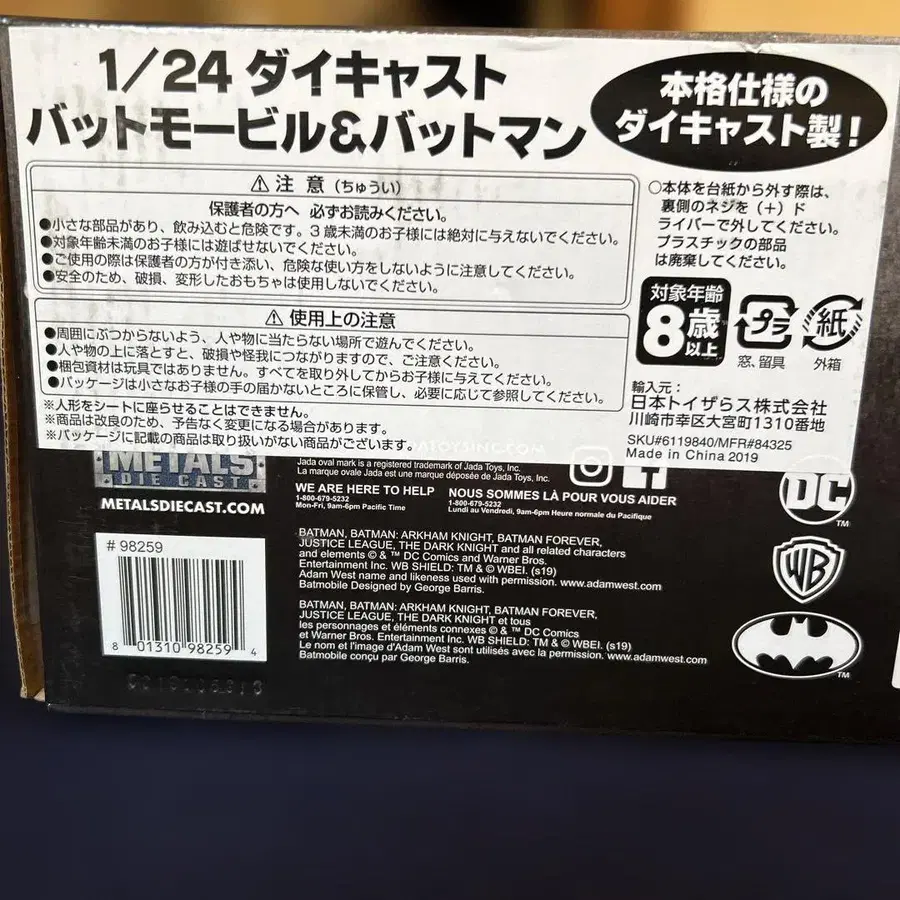 1/24 ダイキャスト
バットモービル&バットマン
本格仕様の
ダイキャスト製!
⚠ 注 意 (ちゅうい)
保護者の方へ 必ずお読みください。
●小さな部品があり、飲み込むと危険です。3歳未満のお子様には絶対に与えないでください。
●対象年齢未満のお子様には遊ばせないでください。
●ご使用の際は保護者の方が付き添い、危険な使い方をしないように注意してください。
●安全のため、破損、変形したおもちゃは使用しないでください。
⚠ 使用上の注意
●周囲にぶつからないよう、人や物に当たらない場所で遊んでください。
●人や物の上に落とすと、破損や怪我につながりますので、ご注意ください。
●梱包資材は玩具ではありません。すべてを取り外してからお子様に与えてください。
●パッケージは小さなお子様の手の届かないところに保管し、必要に応じて参照してください。
※人形をシートに座らせることはできません。
※商品は改良のため、予告なく変更になる場合があります。
※パッケージに記載の商品は取り扱いがない商品がございます。
○本体を台紙から外す際は、
裏側のネジを(+)ド
ライバーで外してください。
プラスチックの部品
は廃棄してください。
対象年齢
8歳
以上
プラ
窓、留具
紙
外箱
輸入元:
日本トイザらス株式会社
川崎市幸区大宮町1310番地
SKU#6119840/MFR#84325
Made in China 2019
METALS
DIE CAST
METALSDIECAST.COM
ADATOYSINC.COM
Jada oval mark is a registered trademark of Jada Toys, Inc.
La marque ovale Jada est une marque déposée de Jada Toys, Inc.
WE ARE HERE TO HELP
1-800-679-5232
Mon-Fri, 9am-6pm Pacific Time
NOUS SOMMES LÀ POUR VOUS AIDER
1-800-679-5232
Lundi au Vendredi, 9am-6pm Heure normale du Pacifique
# 98259
8 01310 98259 4
BATMAN, BATMAN: ARKHAM KNIGHT, BATMAN FOREVER,
JUSTICE LEAGUE, THE DARK KNIGHT and all related characters
and elements © & ™ DC Comics and Warner Bros.
Entertainment Inc. WB SHIELD: TM & © WBEI. (s19)
Adam West name and likeness used with permission. www.adamwest.com
Batmobile Designed by George Barris.
BATMAN, BATMAN: ARKHAM KNIGHT, BATMAN FOREVER,
JUSTICE LEAGUE, THE DARK KNIGHT et tous
les personnages et éléments connexes © & ™ DC Comics
et Warner Bros. Entertainment Inc. WB SHIELD: TM & © WBEI. (s19)
Le nom et l'image d'Adam West sont utilisés avec la permission. www.adamwest.com
Batmobile conçu par George Barris.
DC
TM
WB
TM